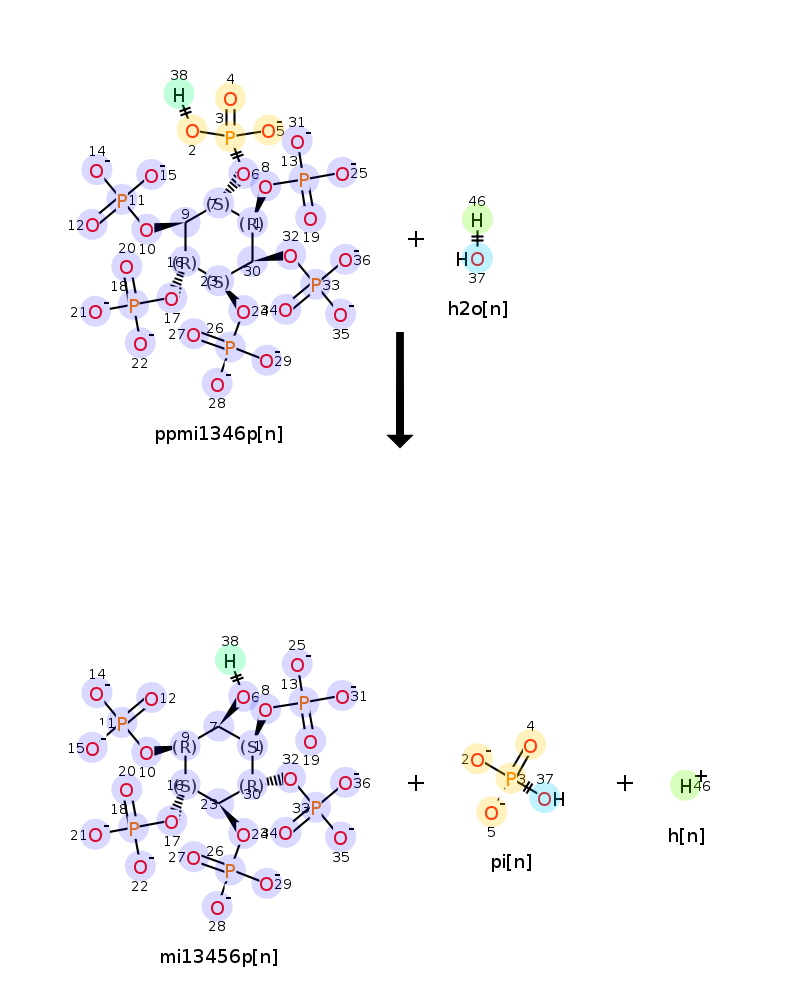 38
4
H
O
3
31
O P O - 5
O -
2
14
O -
O - 15
O 6 8
13
O P O - 25
11
P
9
7 (S)
12 O
O
10
(R) 1
O
19
20
O
16 (R)
23 (S)
30
32
O
O - 36
33
P
18
P
21 O -
O
17
O 24
34 O
O -
35
O -
22
27 O
26
P
O - 29
O -
28
ppmi1346p[n]
+
46
H
H O
37
h2o[n]
38
H
25
O -
14
O -
O 12
O 6 8
13
O P O - 31
11
P
9
7
15 O -
O
10
(R)
(S) 1
O
19
20
O
16 (S)
23
(R) 30
32
O
O - 36
33
P
18
P
21 O -
O
17
O 24
34 O
O -
35
O -
22
27 O
26
P
O - 29
O -
28
mi13456p[n]
+
4
O
2 O -
P 3
37
O H
O -
5
pi[n]
+
H + 46
h[n]